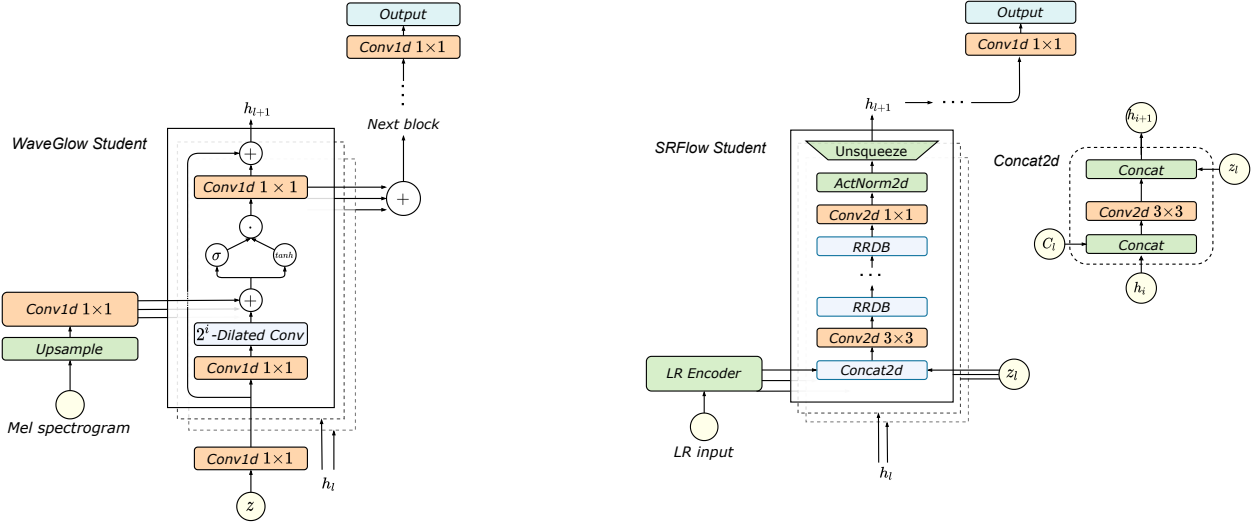 Output
Conv1d 1×1
Next block
WaveGlow Student
h_{l+1}
+
Conv1d 1 × 1
+
·
σ
tanh
+
Conv1d 1×1
2^i-Dilated Conv
Upsample
Conv1d 1×1
Mel spectrogram
Conv1d 1×1
h_l
z
Output
Conv1d 1×1
h_{l+1}
SRFlow Student
Unsqueeze
ActNorm2d
Conv2d 1×1
RRDB
RRDB
Conv2d 3×3
LR Encoder
Concat2d
z_l
LR input
h_l
h_{i+1}
Concat2d
Concat
z_l
Conv2d 3×3
C_l
Concat
h_i